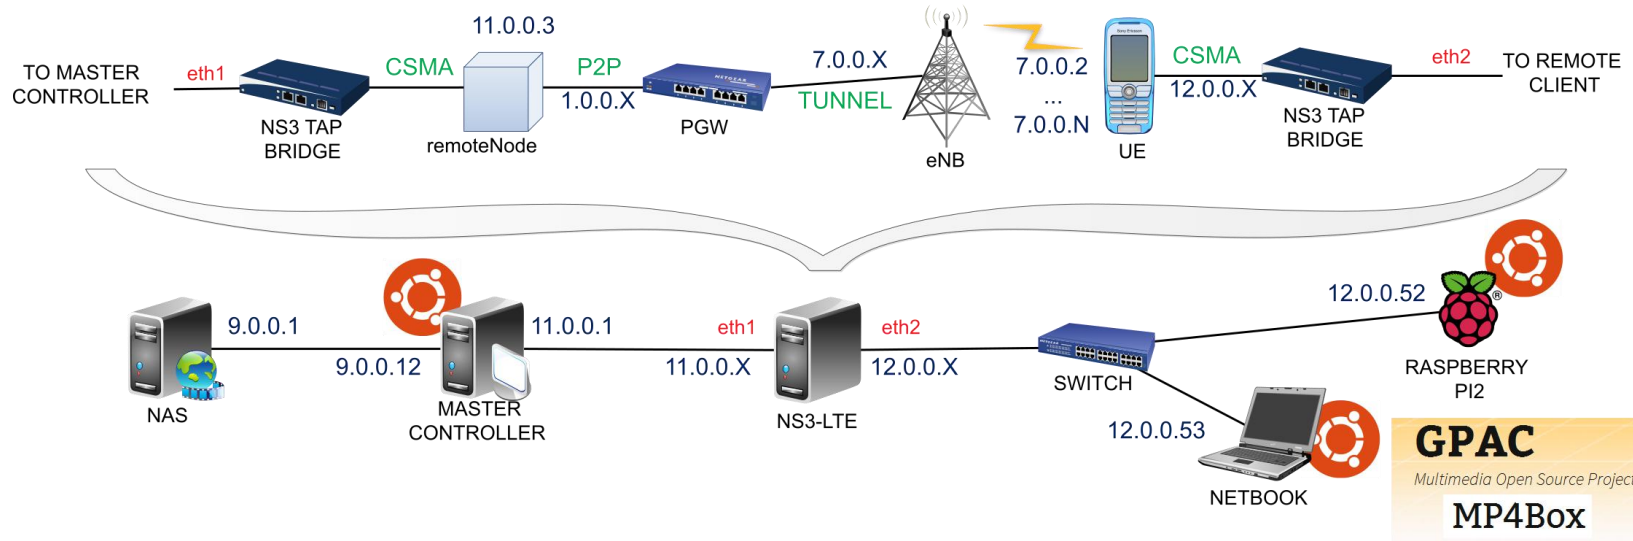 11.0.0.3
TO MASTER
CONTROLLER
eth1
CSMA
P2P
1.0.0.X
7.0.0.X
TUNNEL
7.0.0.2
...
7.0.0.N
Sony Ericsson
CSMA
12.0.0.X
eth2
TO REMOTE
CLIENT
NS3 TAP
BRIDGE
remoteNode
NETGEAR
PGW
eNB
UE
NS3 TAP
BRIDGE
9.0.0.1
9.0.0.12
11.0.0.1
eth1
11.0.0.X
eth2
12.0.0.X
12.0.0.52
®
NAS
MASTER
CONTROLLER
NS3-LTE
SWITCH
RASPBERRY
PI2
12.0.0.53
NETBOOK
GPAC
Multimedia Open Source Project
MP4Box